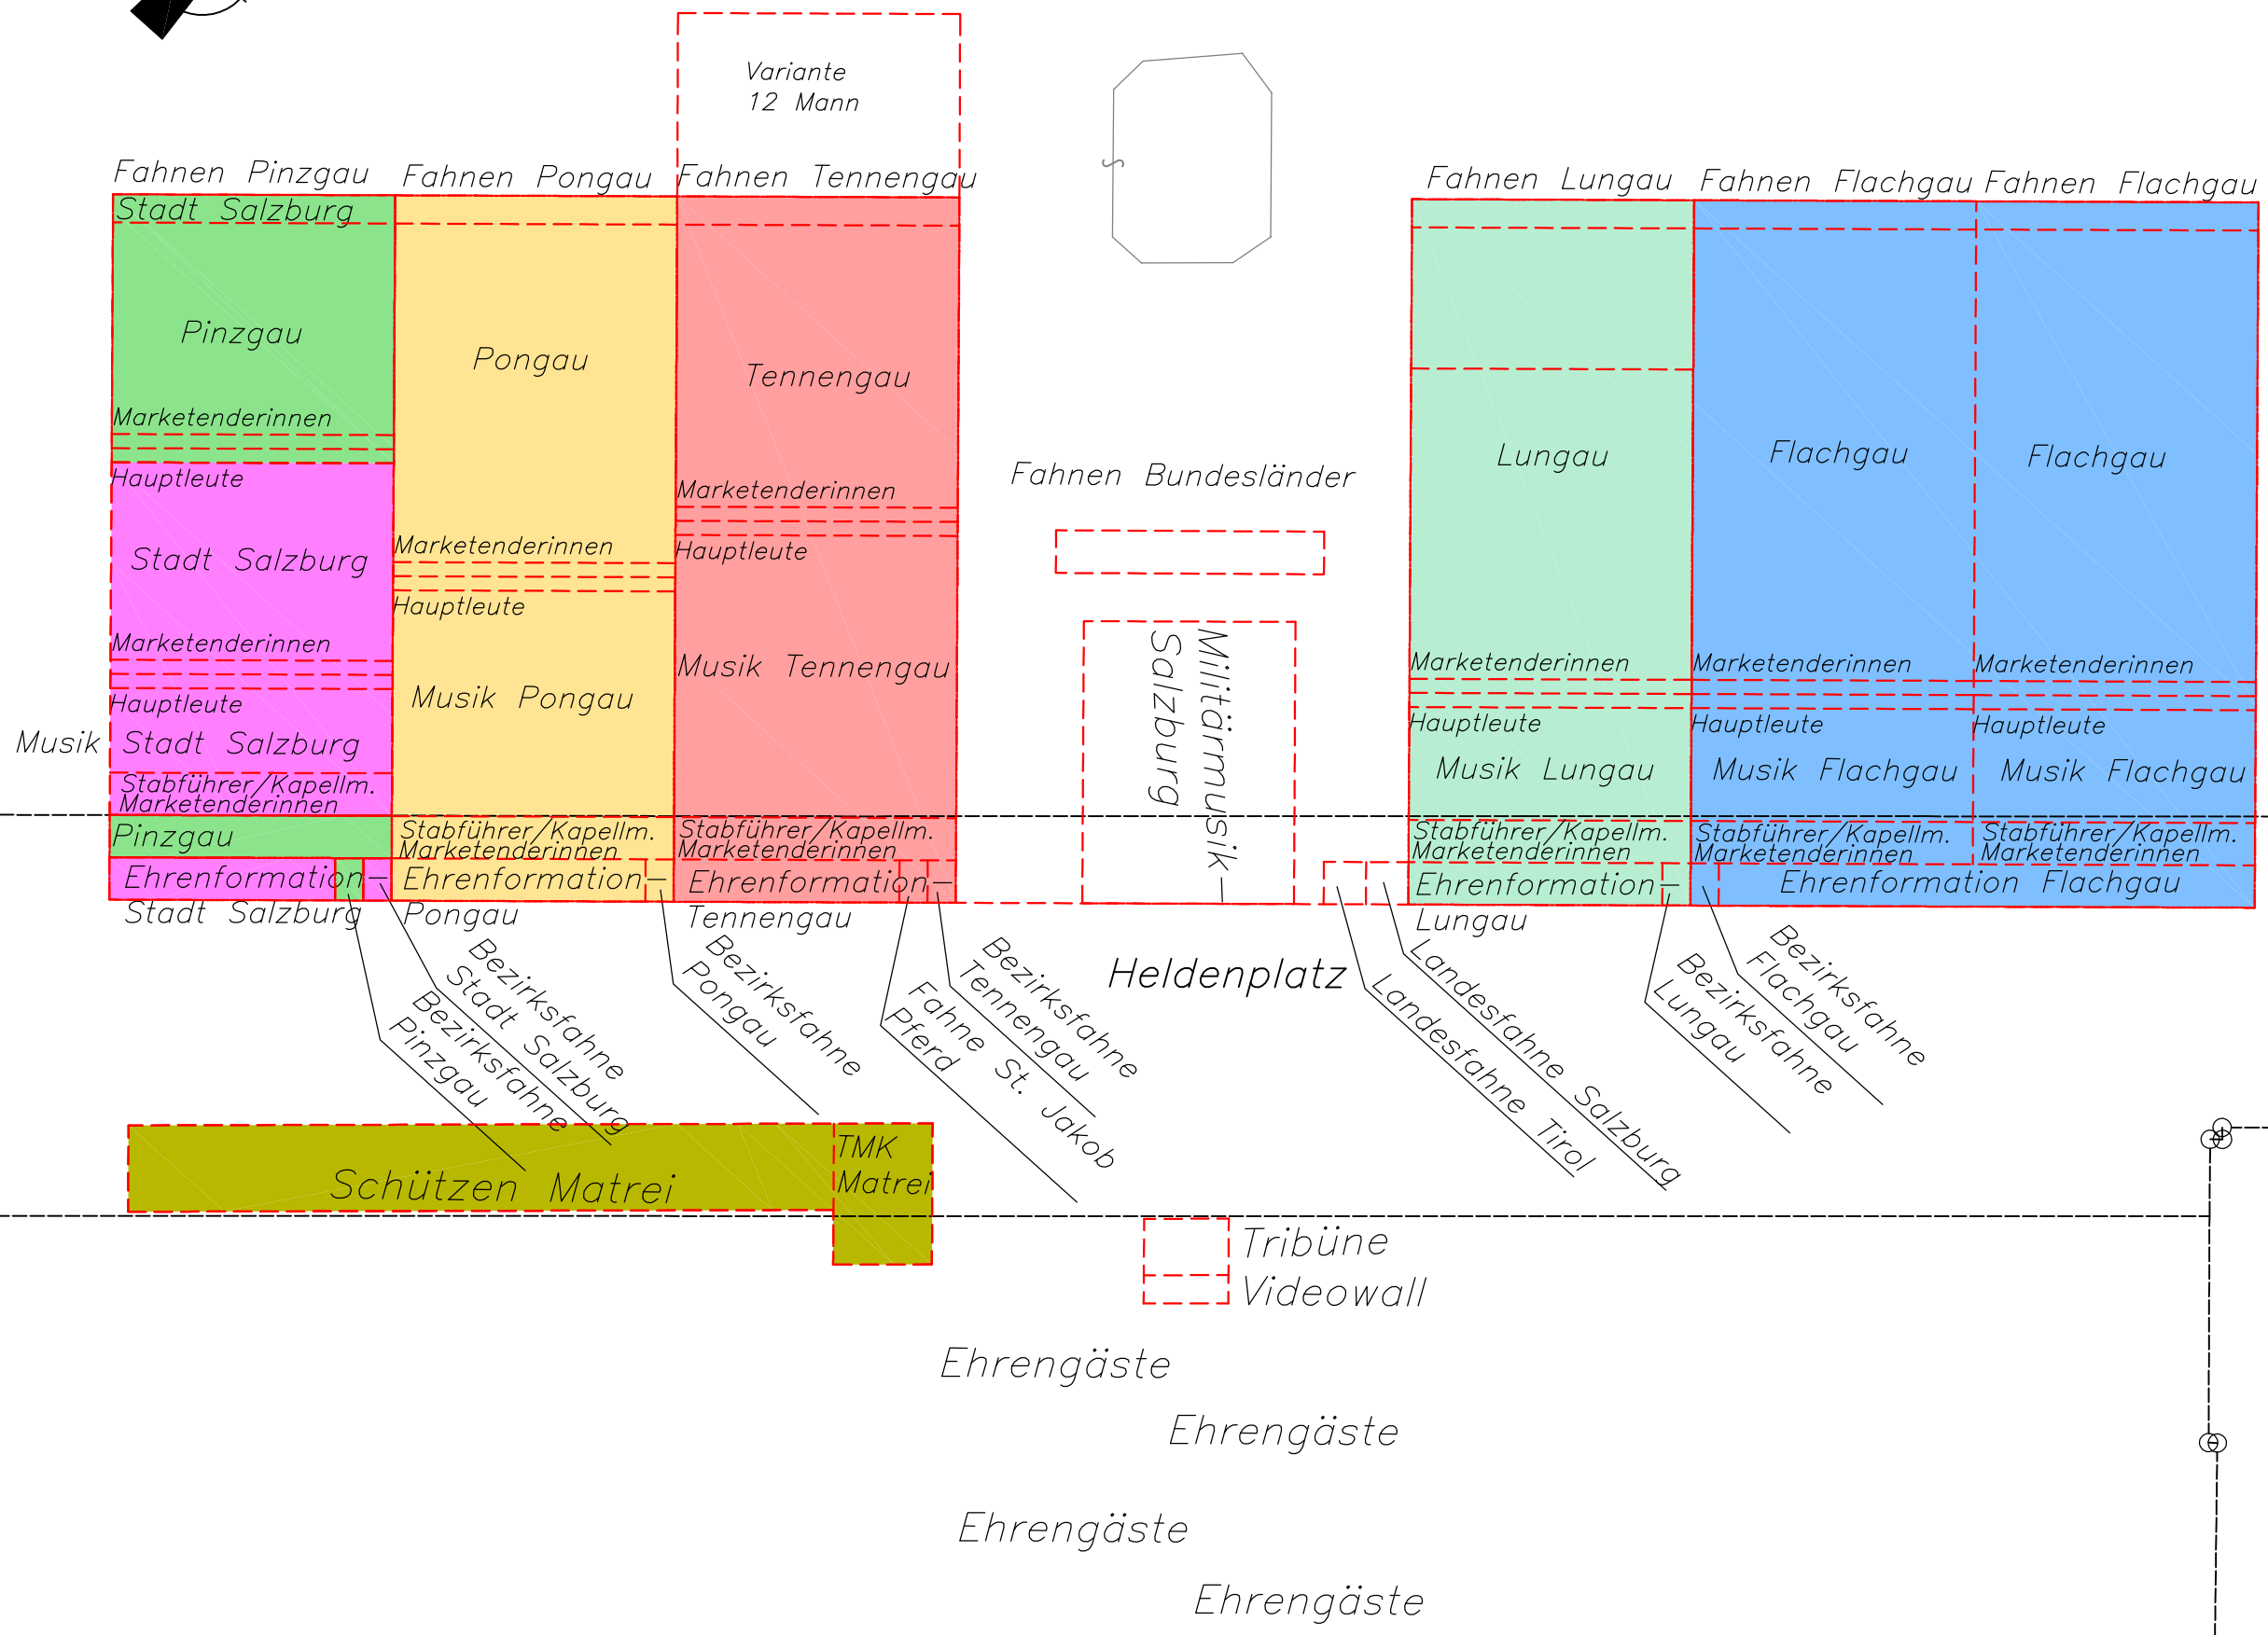 Variante
12 Mann
Fahnen Pinzgau
Stadt Salzburg
Fahnen Pongau
Fahnen Tennengau
Fahnen Lungau
Fahnen Flachgau
Fahnen Flachgau
Pinzgau
Marketenderinnen
Hauptleute
Stadt Salzburg
Marketenderinnen
Hauptleute
Musik Stadt Salzburg
Stabführer/Kapellm.
Marketenderinnen
Pinzgau
Ehrenformation-
Stadt Salzburg
Pongau
Marketenderinnen
Hauptleute
Musik Pongau
Stabführer/Kapellm.
Marketenderinnen
Ehrenformation-
Pongau
Tennengau
Marketenderinnen
Hauptleute
Musik Tennengau
Stabführer/Kapellm.
Marketenderinnen
Ehrenformation-
Tennengau
Fahnen Bundesländer
Militärmusik-
Salzburg
Lungau
Marketenderinnen
Hauptleute
Musik Lungau
Stabführer/Kapellm.
Marketenderinnen
Ehrenformation-
Lungau
Flachgau
Marketenderinnen
Hauptleute
Musik Flachgau
Stabführer/Kapellm.
Marketenderinnen
Flachgau
Marketenderinnen
Hauptleute
Musik Flachgau
Stabführer/Kapellm.
Marketenderinnen
Ehrenformation Flachgau
Bezirksfahne
Stadt Salzburg
Bezirksfahne
Pinzgau
Bezirksfahne
Pongau
Bezirksfahne
Tennengau
Fahne St. Jakob
Pferd
Heldenplatz
Landesfahne Salzburg
Landesfahne Tirol
Bezirksfahne
Flachgau
Bezirksfahne
Lungau
Schützen Matrei
TMK
Matrei
Tribüne
Videowall
Ehrengäste
Ehrengäste
Ehrengäste
Ehrengäste